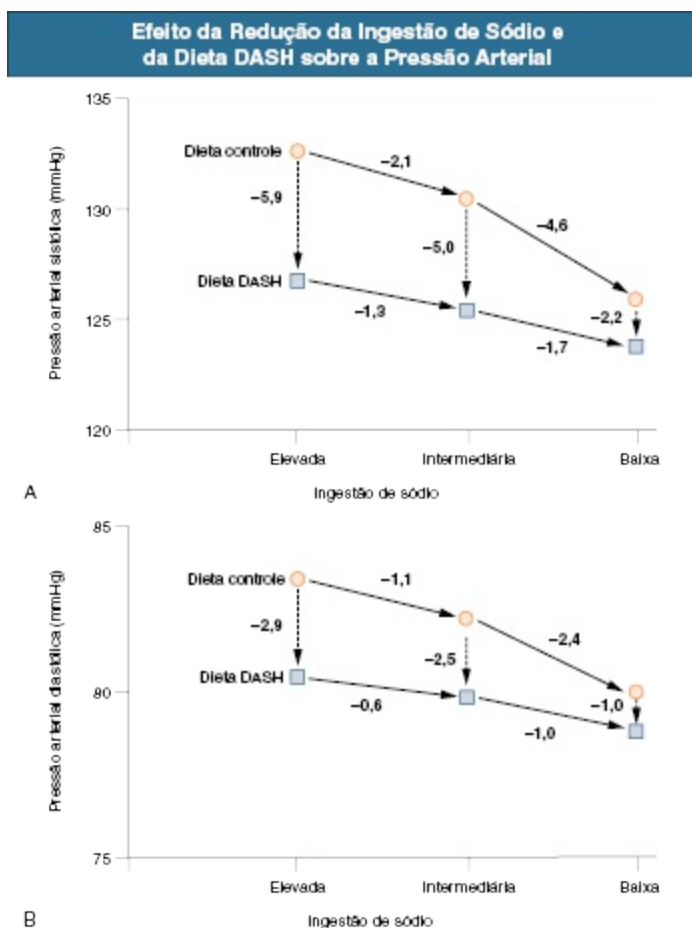 Efeito da Redução da Ingestão de Sódio e
da Dieta DASH sobre a Pressão Arterial
135
130
125
120
Pressão arterial sistólica (mmHg)
Dieta controle
–2,1
–5,9
–4,6
–5,0
Dieta DASH
–2,2
–1,3
–1,7
Elevada
Intermediária
Baixa
A
Ingestão de sódio
85
80
75
Pressão arterial diastólica (mmHg)
Dieta controle
–1,1
–2,9
–2,4
–2,5
Dieta DASH
–1,0
–0,6
–1,0
Elevada
Intermediária
Baixa
B
Ingestão de sódio